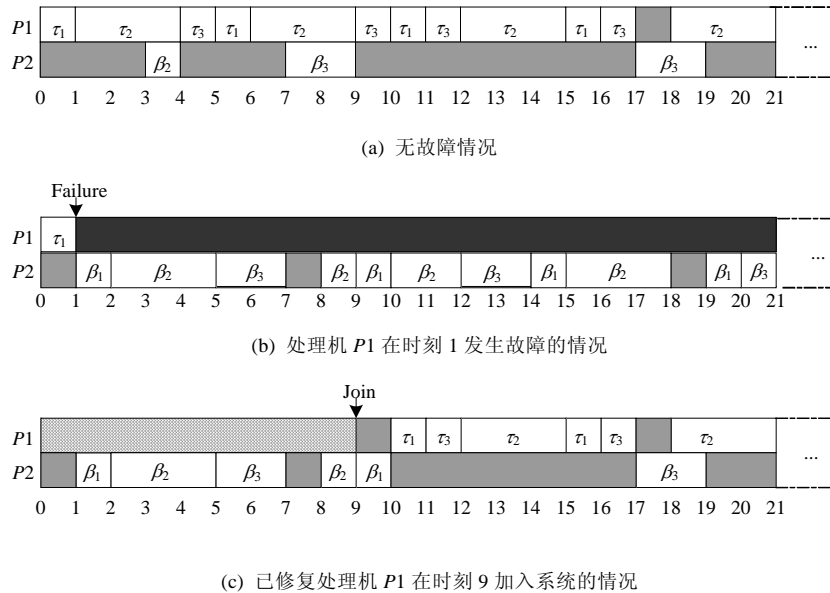 P1 τ1 τ2 τ3 τ1 τ2 τ3 τ1 τ3 τ2 τ1 τ3 τ2 ...
P2 β2 β3 β3
0 1 2 3 4 5 6 7 8 9 10 11 12 13 14 15 16 17 18 19 20 21
(a) 无故障情况
Failure
P1 τ1
P2 β1 β2 β3 β2 β1 β2 β3 β1 β2 β1 β3 ...
0 1 2 3 4 5 6 7 8 9 10 11 12 13 14 15 16 17 18 19 20 21
(b) 处理机 P1 在时刻 1 发生故障的情况
Join
P1 τ1 τ3 τ2 τ1 τ3 τ2
P2 β1 β2 β3 β2 β1 β3 ...
0 1 2 3 4 5 6 7 8 9 10 11 12 13 14 15 16 17 18 19 20 21
(c) 已修复处理机 P1 在时刻 9 加入系统的情况